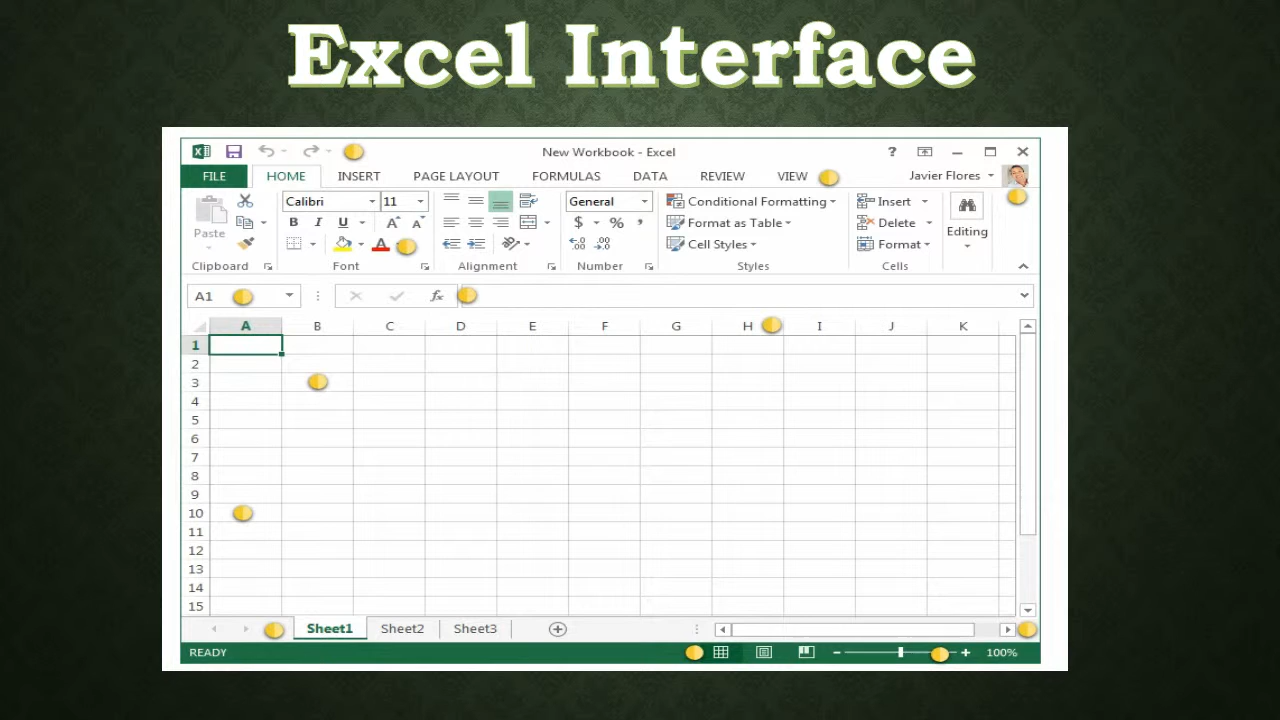 Excel Interface
New Workbook - Excel
?
FILE HOME INSERT PAGE LAYOUT FORMULAS DATA REVIEW VIEW Javier Flores
Calibri 11 General Conditional Formatting Insert
Paste B I U A A $ % , Format as Table Delete Editing
A .00 .00 Cell Styles Format
Clipboard Font Alignment Number Styles Cells
A1 fx
A B C D E F G H I J K
1
2
3
4
5
6
7
8
9
10
11
12
13
14
15
Sheet1 Sheet2 Sheet3
READY 100%